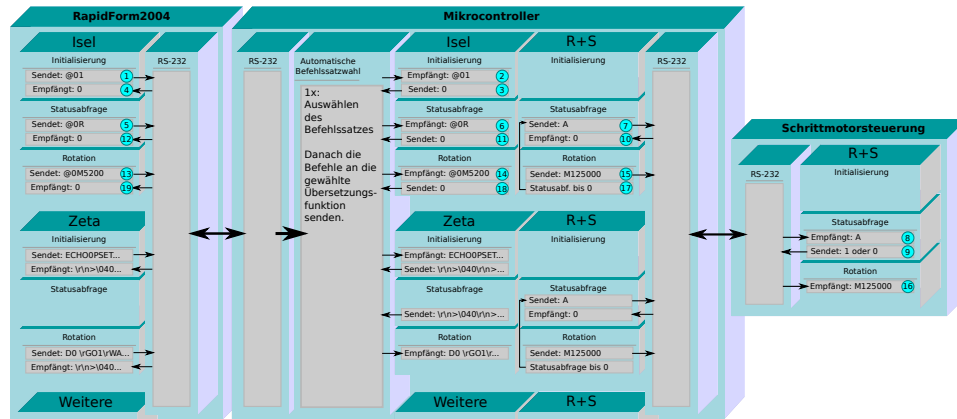 RapidForm2004
Isel
Initialisierung
Sendet: @01 1
Empfängt: 0 4
Statusabfrage
Sendet: @0R 5
Empfängt: 0 12
Rotation
Sendet: @0M5200 13
Empfängt: 0 19
Zeta
Initialisierung
Sendet: ECHO0PSET...
Empfängt: \r\n>\040...
Statusabfrage
Rotation
Sendet: D0 \rGO1\rWA...
Empfängt: \r\n>\040...
Weitere
RS-232
Mikrocontroller
RS-232
Automatische
Befehlssatzwahl
1x:
Auswählen
des
Befehlssatzes
Danach die
Befehle an die
gewählte
Übersetzungs-
funktion
senden.
Isel
Initialisierung
Empfängt: @01 2
Sendet: 0 3
Statusabfrage
Empfängt: @0R 6
Sendet: 0 11
Rotation
Empfängt: @0M5200 14
Sendet: 0 18
Zeta
Initialisierung
Empfängt: ECHO0PSET...
Sendet: \r\n>\040\r\n>...
Statusabfrage
Sendet: \r\n>\040\r\n>...
Rotation
Empfängt: D0 \rGO1\r...
Weitere
R+S
Initialisierung
Statusabfrage
Sendet: A 7
Empfängt: 0 10
Rotation
Sendet: M125000 15
Statusabf. bis 0 17
R+S
Initialisierung
Statusabfrage
Sendet: A
Empfängt: 0
Rotation
Sendet: M125000
Statusabfrage bis 0
R+S
RS-232
Schrittmotorsteuerung
RS-232
R+S
Initialisierung
Statusabfrage
Empfängt: A 8
Sendet: 1 oder 0 9
Rotation
Empfängt: M125000 16